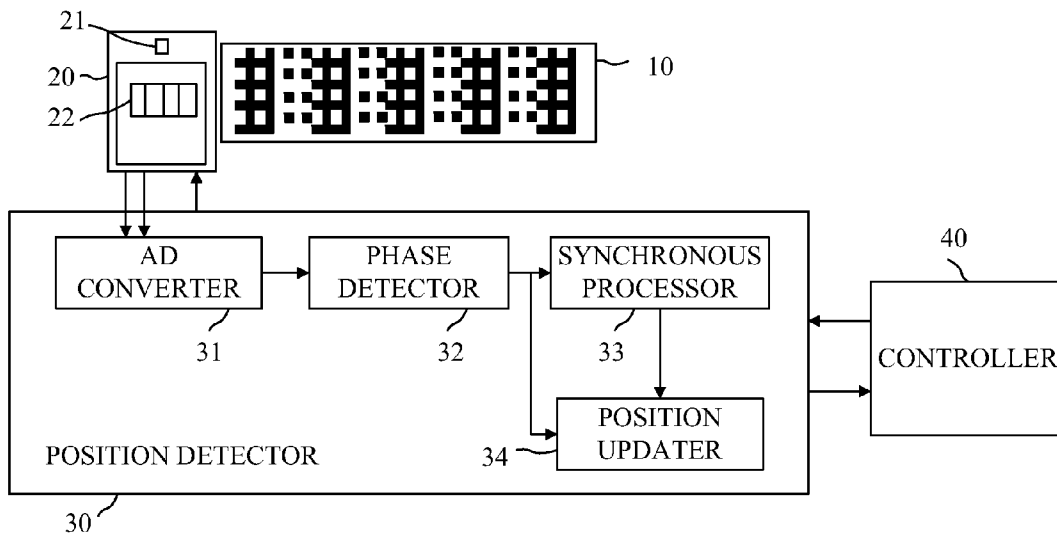 21
20
10
22
AD
CONVERTER
31
PHASE
DETECTOR
32
SYNCHRONOUS
PROCESSOR
33
40
CONTROLLER
POSITION
UPDATER
34
POSITION DETECTOR
30